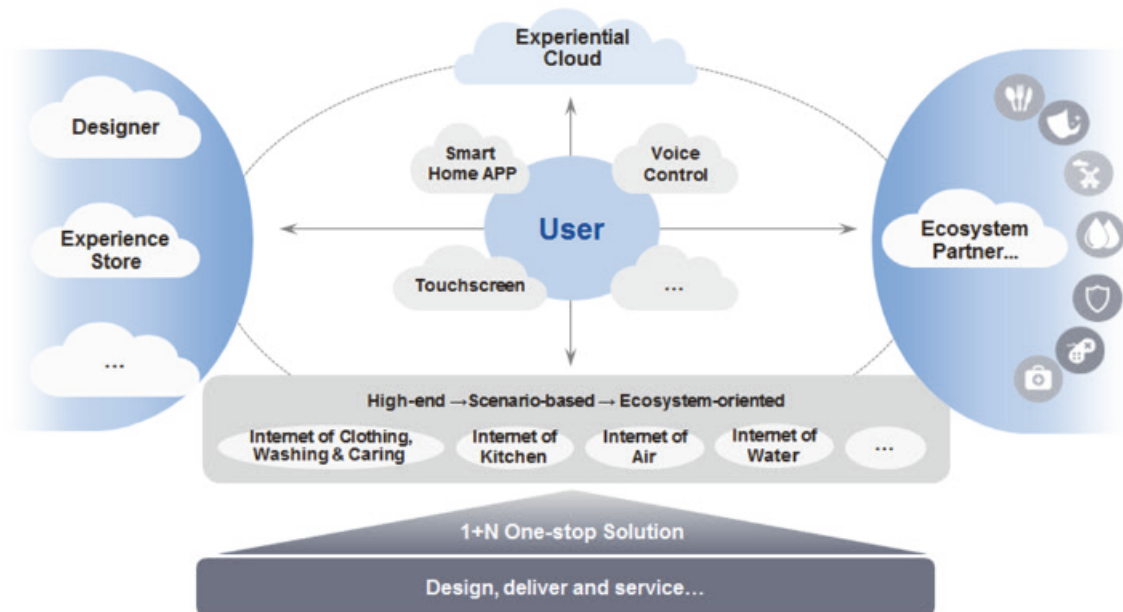 Experiential
Cloud
Designer
Experience
Store
...
Smart
Home APP
Voice
Control
User
Touchscreen
...
Ecosystem
Partner...
High-end →Scenario-based→ Ecosystem-oriented
Internet of Clothing,
Washing & Caring
Internet of
Kitchen
Internet of
Air
Internet of
Water
...
1+N One-stop Solution
Design, deliver and service...